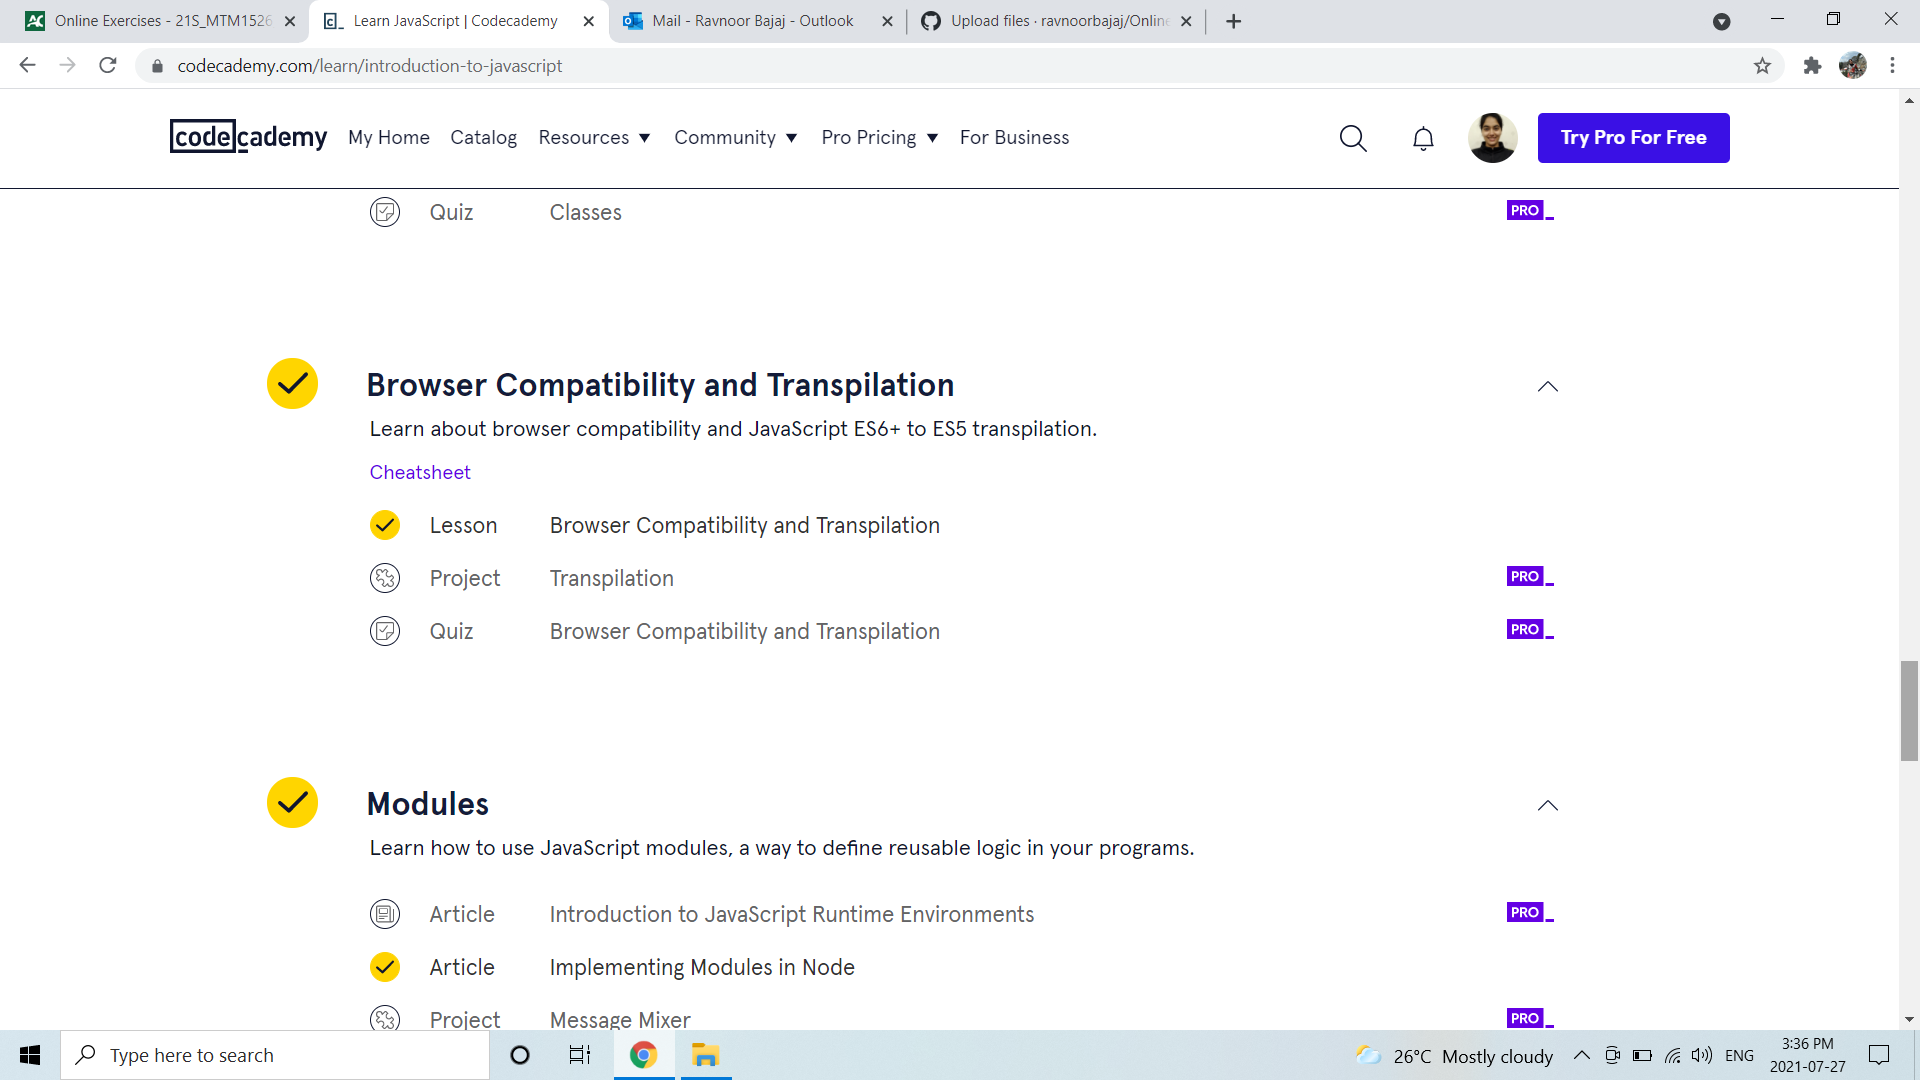 Online Exercises - 21S_MTM1526
Learn JavaScript | Codecademy
Mail - Ravnoor Bajaj - Outlook
Upload files · ravnoorbajaj/Online
codecademy.com/learn/introduction-to-javascript
codecademy My Home Catalog Resources Community Pro Pricing For Business Try Pro For Free
Quiz Classes PRO
Browser Compatibility and Transpilation
Learn about browser compatibility and JavaScript ES6+ to ES5 transpilation.
Cheatsheet
Lesson Browser Compatibility and Transpilation
Project Transpilation PRO
Quiz Browser Compatibility and Transpilation PRO
Modules
Learn how to use JavaScript modules, a way to define reusable logic in your programs.
Article Introduction to JavaScript Runtime Environments PRO
Article Implementing Modules in Node
Project Message Mixer PRO
Type here to search
26°C Mostly cloudy
ENG
3:36 PM
2021-07-27